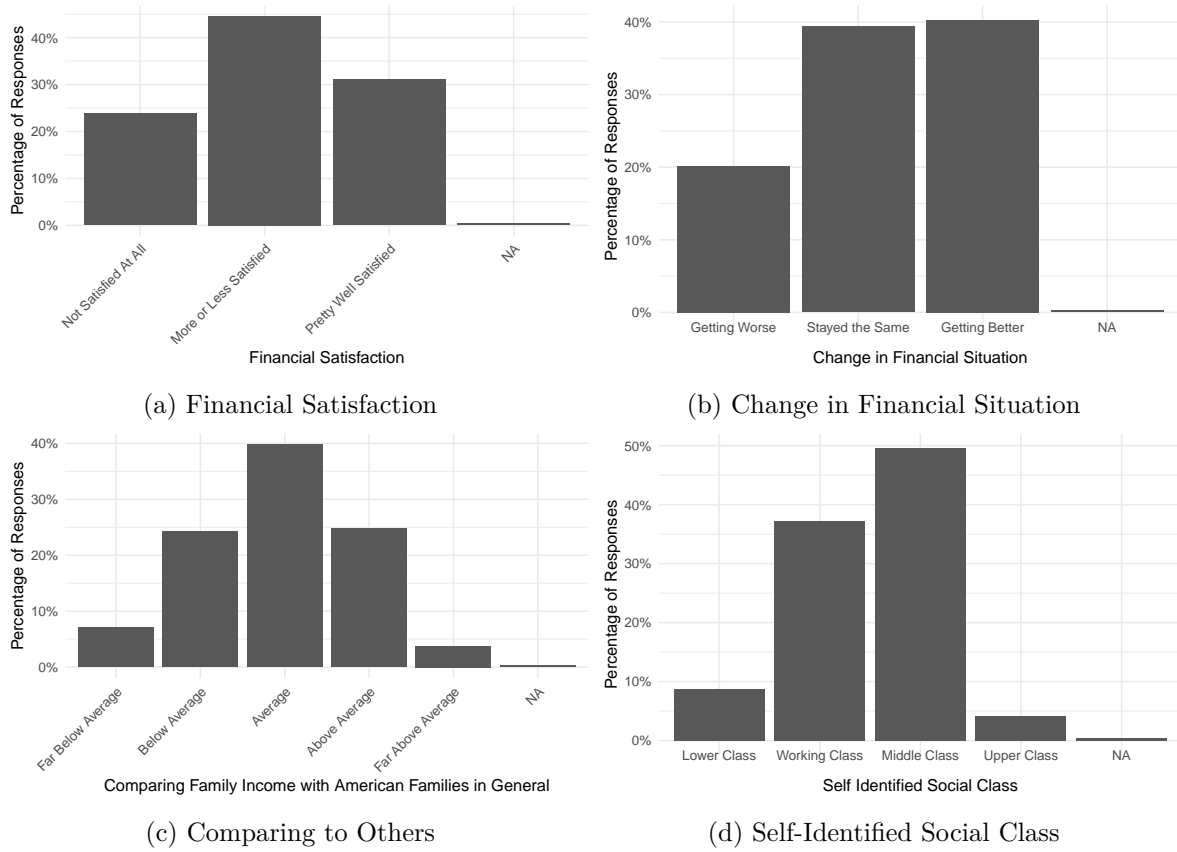 Percentage of Responses
40%
30%
20%
10%
0%
Not Satisfied At All
More or Less Satisfied
Pretty Well Satisfied
NA
Financial Satisfaction
(a) Financial Satisfaction
Percentage of Responses
40%
30%
20%
10%
0%
Getting Worse
Stayed the Same
Getting Better
NA
Change in Financial Situation
(b) Change in Financial Situation
Percentage of Responses
40%
30%
20%
10%
0%
Far Below Average
Below Average
Average
Above Average
Far Above Average
NA
Comparing Family Income with American Families in General
(c) Comparing to Others
Percentage of Responses
50%
40%
30%
20%
10%
0%
Lower Class
Working Class
Middle Class
Upper Class
NA
Self Identified Social Class
(d) Self-Identified Social Class